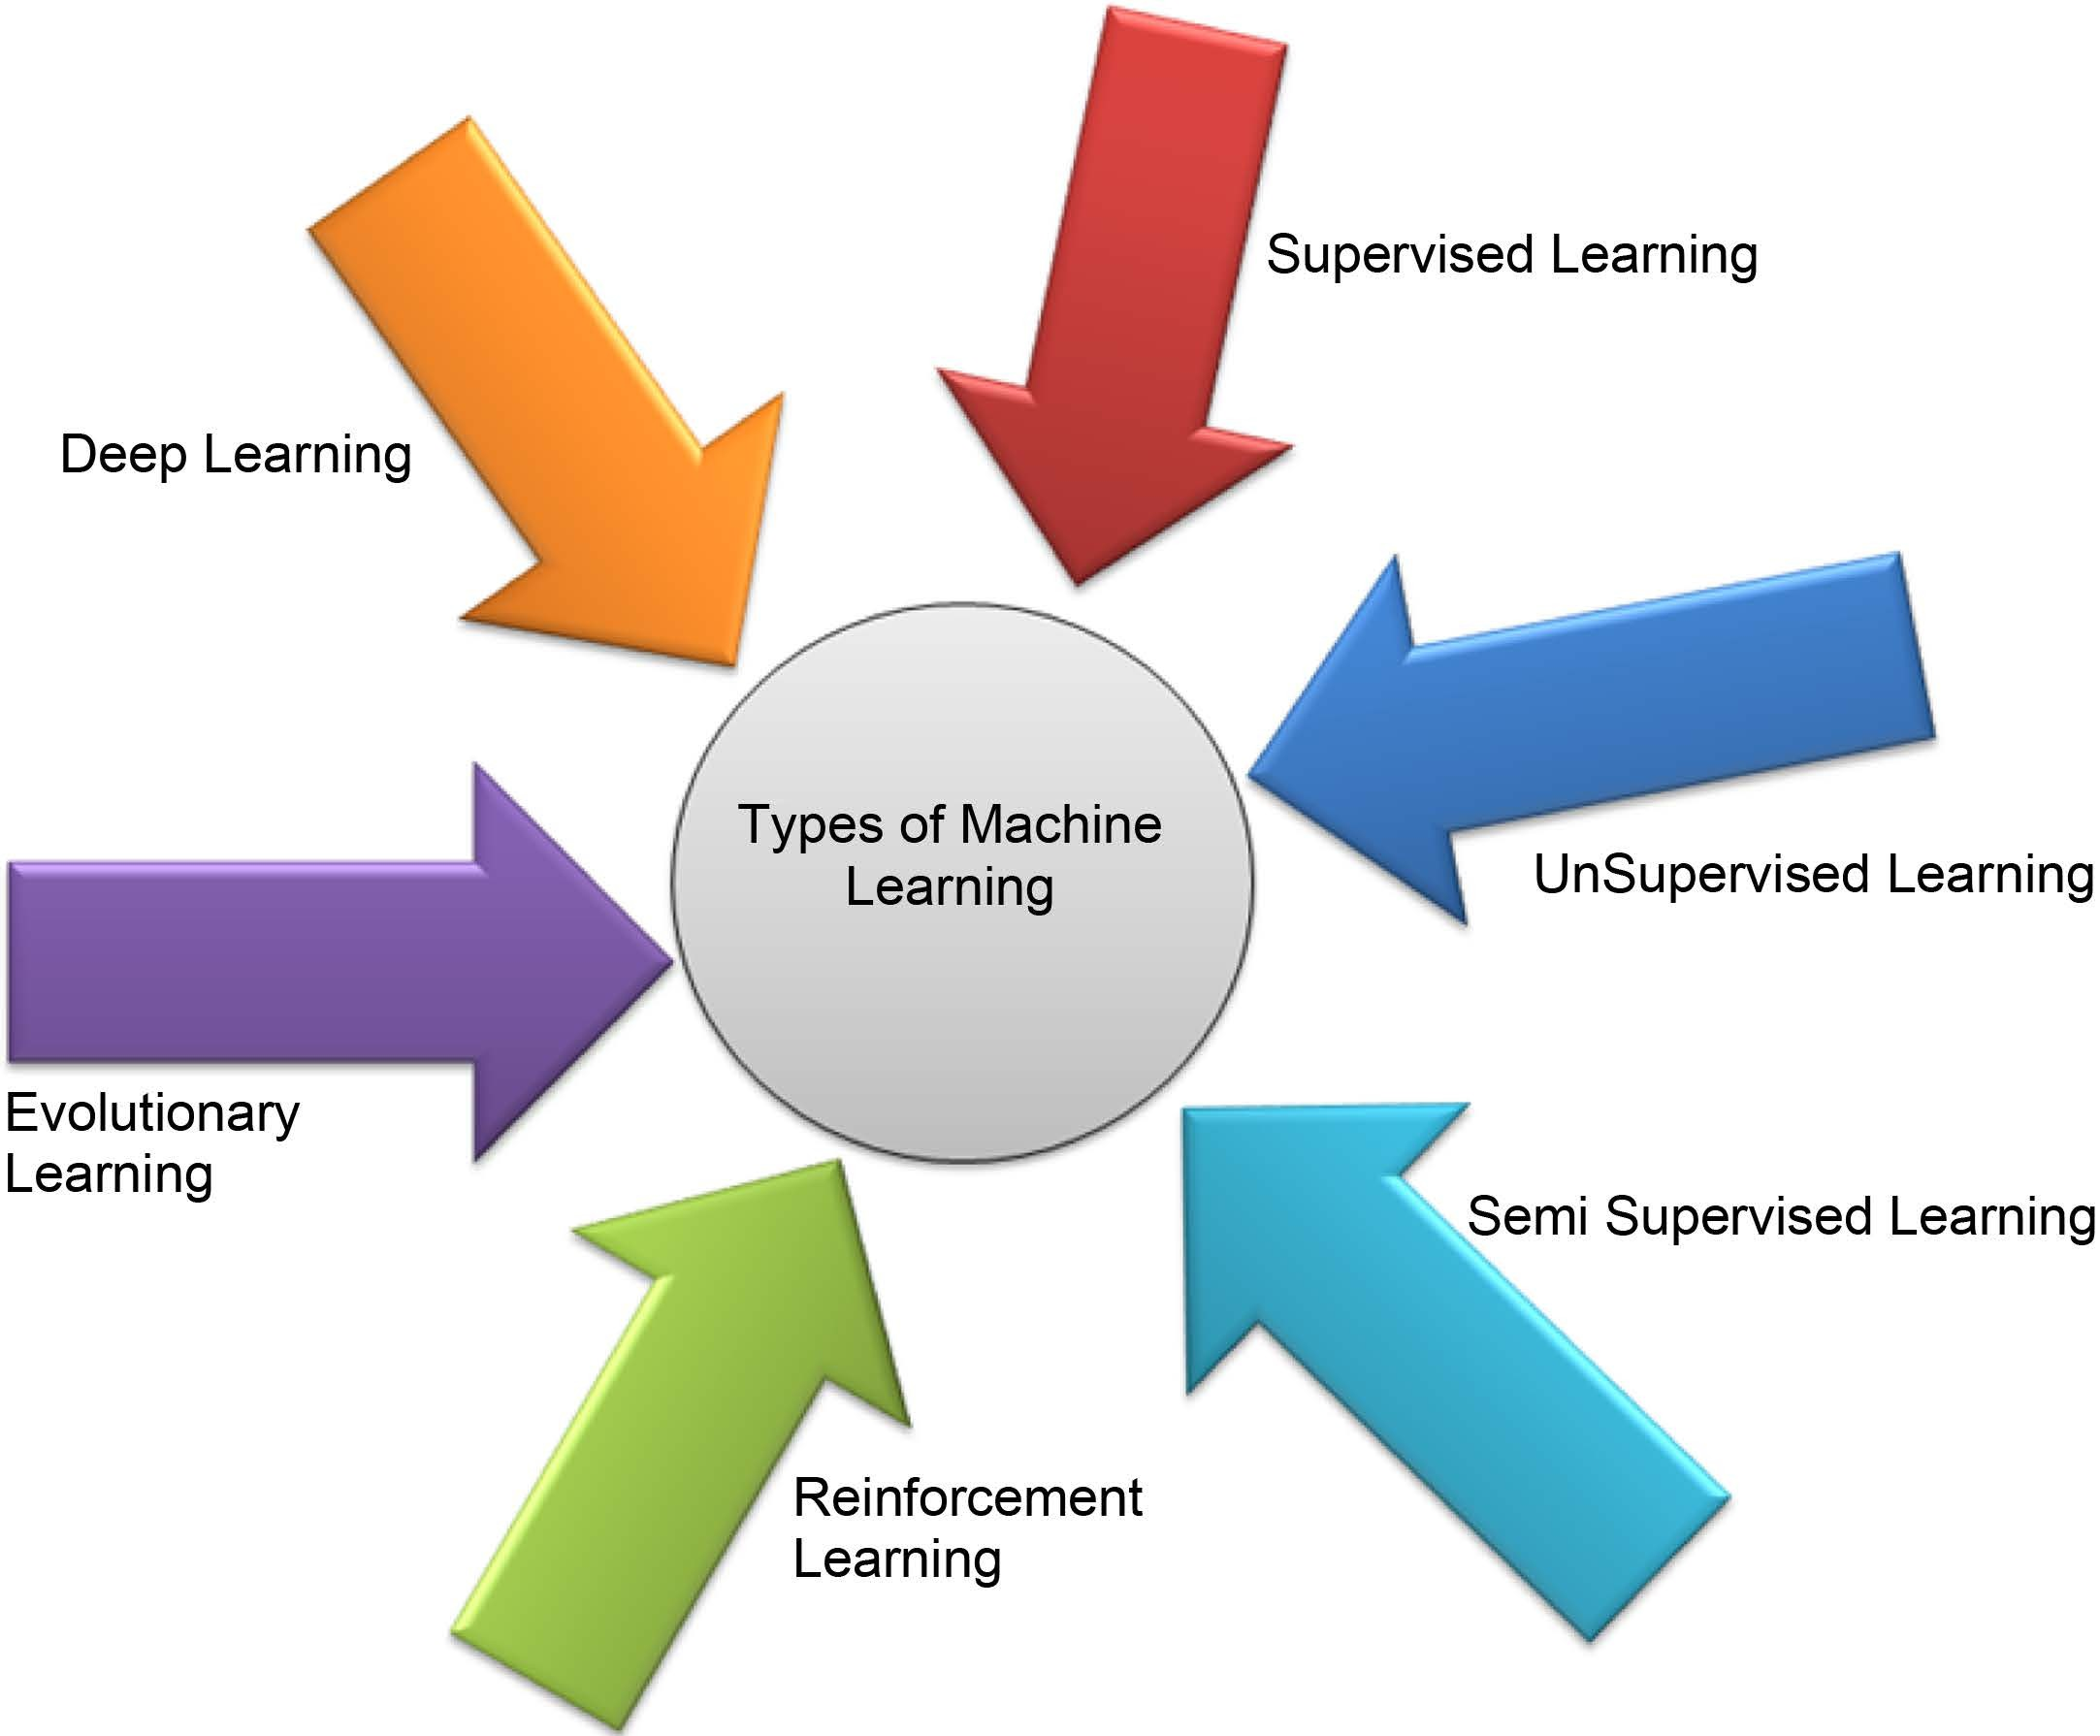 Supervised Learning
Deep Learning
Types of Machine
Learning
UnSupervised Learning
Evolutionary
Learning
Semi Supervised Learning
Reinforcement
Learning